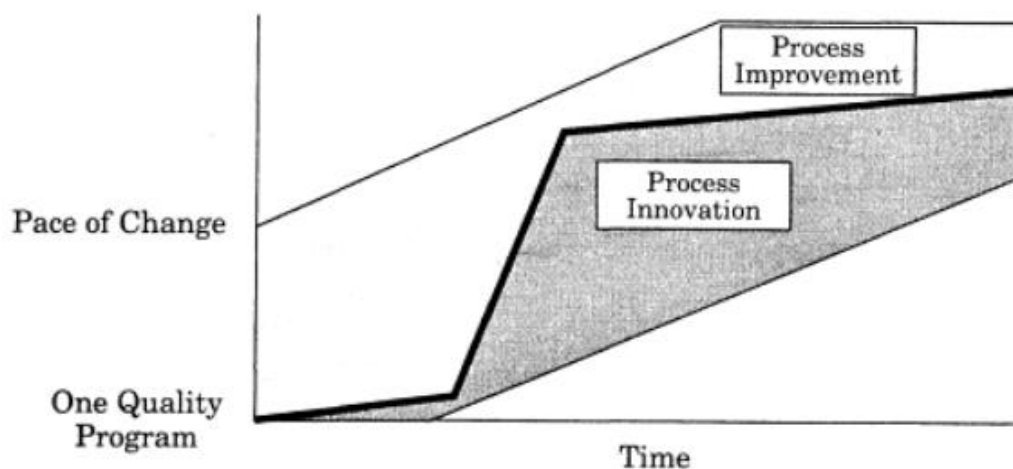 Process
Improvement
Process
Innovation
Pace of Change
One Quality
Program
Time